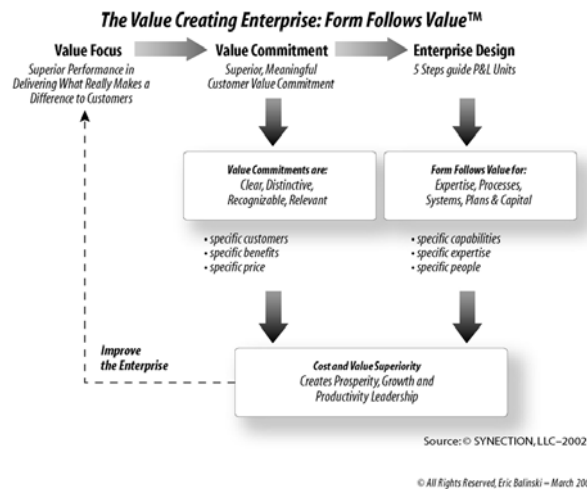 The Value Creating Enterprise: Form Follows Value™
Value Focus
Superior Performance in
Delivering What Really Makes a
Difference to Customers
Value Commitment
Superior, Meaningful
Customer Value Commitment
Enterprise Design
5 Steps guide P&L Units
Value Commitments are:
Clear, Distinctive,
Recognizable, Relevant
Form Follows Value for:
Expertise, Processes,
Systems, Plans & Capital
• specific customers
• specific benefits
• specific price
• specific capabilities
• specific expertise
• specific people
Improve
the Enterprise
Cost and Value Superiority
Creates Prosperity, Growth and
Productivity Leadership
Source: © SYNECTION, LLC–2002
© All Rights Reserved, Eric Balinski – March